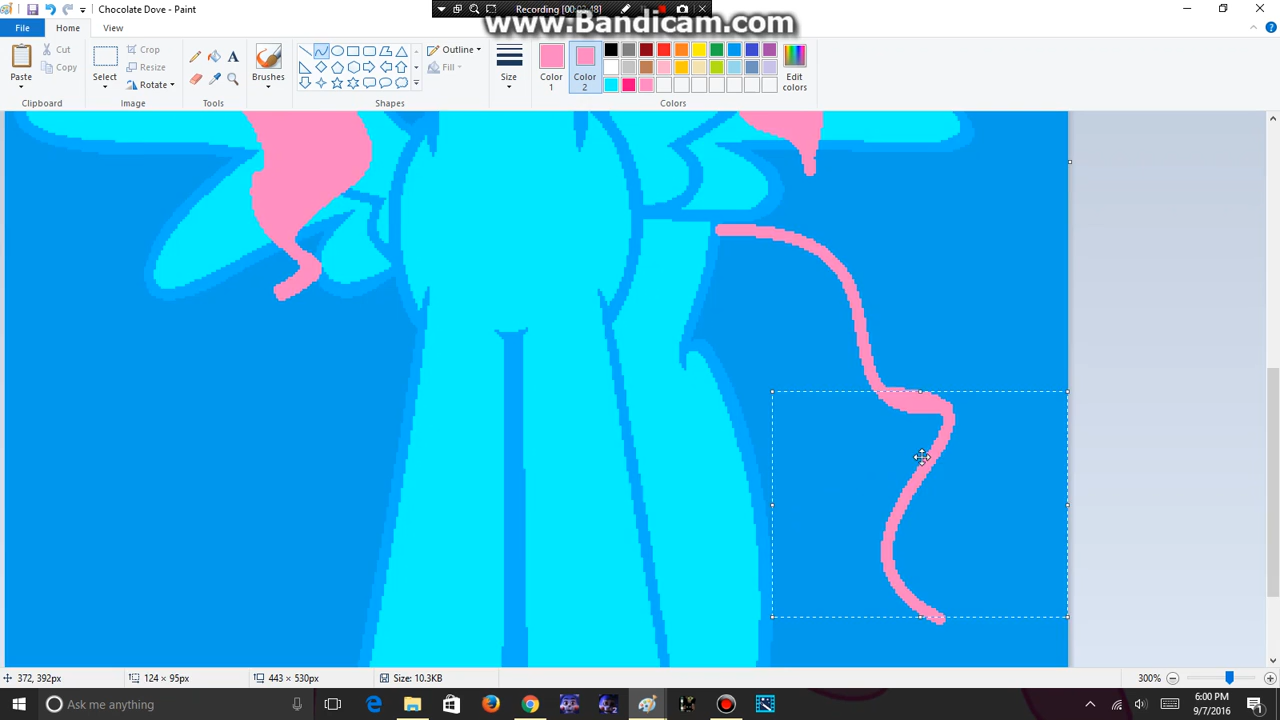 Chocolate Dove - Paint
Recording [00:02:48]
www.Bandicam.com
File
Home
View
Paste
Cut
Copy
Clipboard
Select
Crop
Resize
Rotate
Image
A
Tools
Brushes
Outline
Fill
Shapes
Size
Color
1
Color
2
Edit
colors
Colors
372, 392px
124 × 95px
443 × 530px
Size: 10.3KB
300%
Ask me anything
:00 PM
9/7/2016